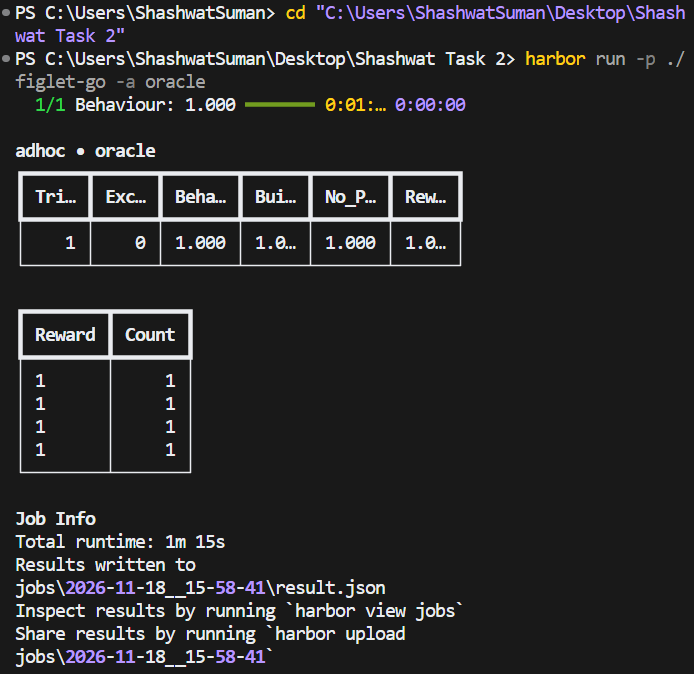 PS C:\Users\ShashwatSuman> cd "C:\Users\ShashwatSuman\Desktop\Shash
wat Task 2"
PS C:\Users\ShashwatSuman\Desktop\Shashwat Task 2> harbor run -p ./
figlet-go -a oracle
1/1 Behaviour: 1.000 0:01:… 0:00:00
adhoc • oracle
Tri… Exc… Beha… Bui… No_P… Rew…
1 0 1.000 1.0… 1.000 1.0…
Reward Count
1 1
1 1
1 1
1 1
Job Info
Total runtime: 1m 15s
Results written to
jobs\2026-11-18__15-58-41\result.json
Inspect results by running `harbor view jobs`
Share results by running `harbor upload
jobs\2026-11-18__15-58-41`